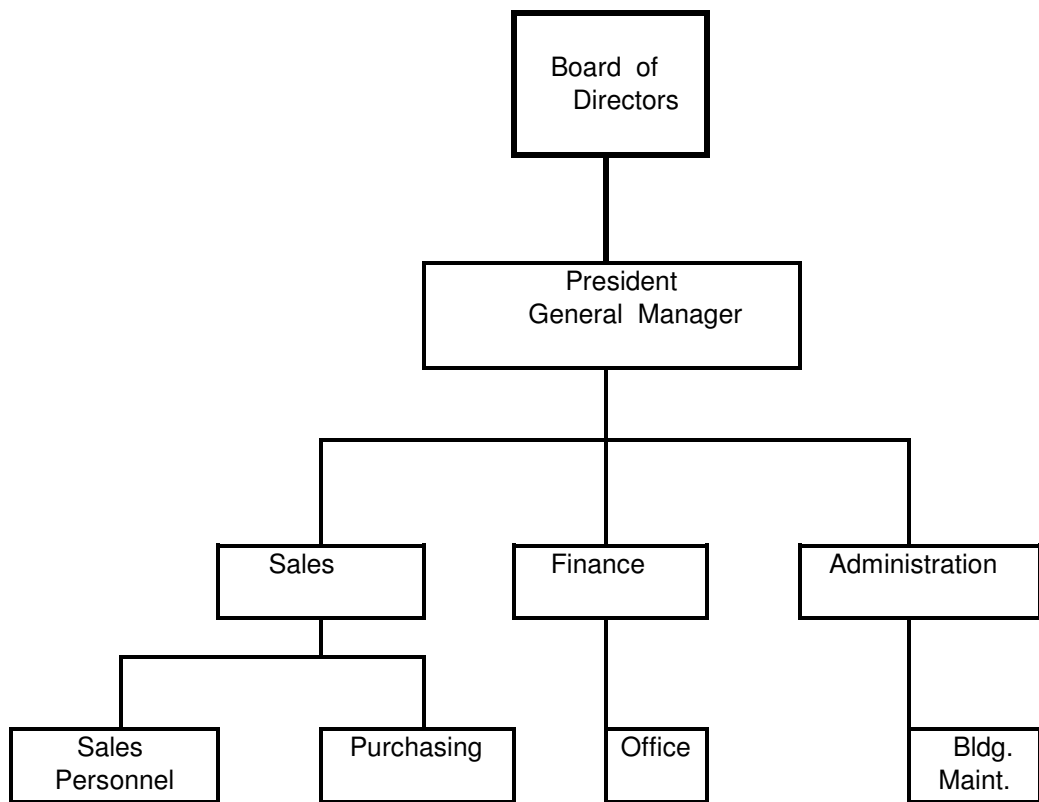 Board of
Directors
President
General Manager
Sales
Finance
Administration
Sales
Personnel
Purchasing
Office
Bldg.
Maint.